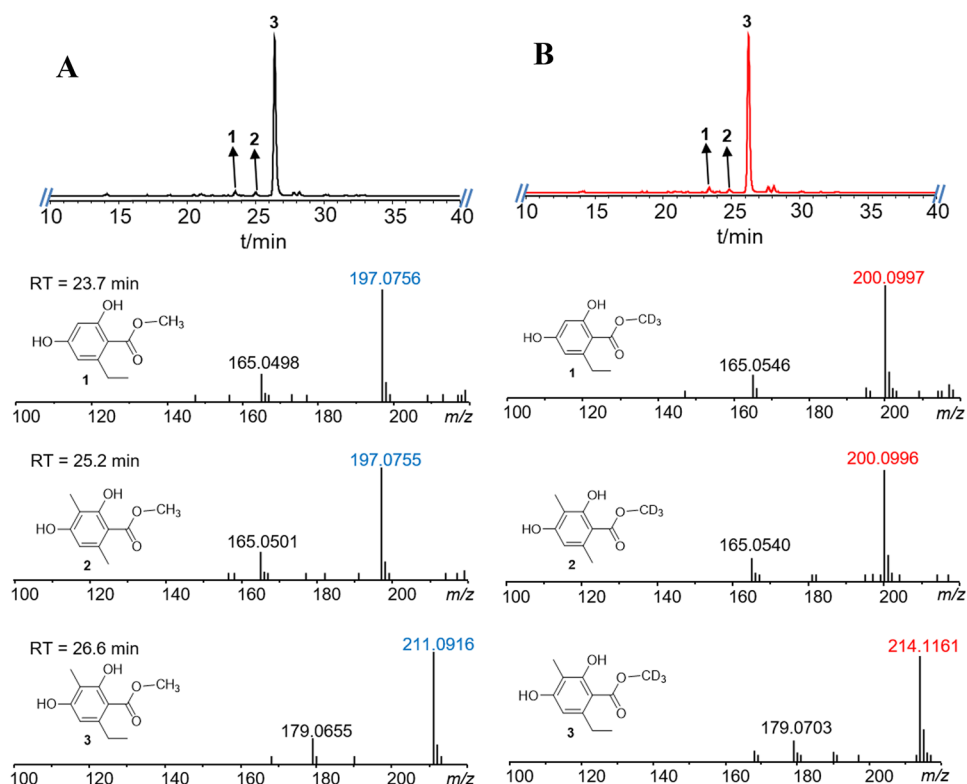 A
3
1
2
10 15 20 25 30 35 40
t/min
B
3
1
2
10 15 20 25 30 35 40
t/min
RT = 23.7 min
197.0756
OH
O CH3
HO
O
1
165.0498
100 120 140 160 180 200 m/z
200.0997
OH
O CD3
HO
O
1
165.0546
100 120 140 160 180 200 m/z
RT = 25.2 min
197.0755
OH
O CH3
HO
O
2
165.0501
100 120 140 160 180 200 m/z
200.0996
OH
O CD3
HO
O
2
165.0540
100 120 140 160 180 200 m/z
RT = 26.6 min
211.0916
OH
O CH3
HO
O
3
179.0655
100 120 140 160 180 200 m/z
214.1161
OH
O CD3
HO
O
3
179.0703
100 120 140 160 180 200 m/z